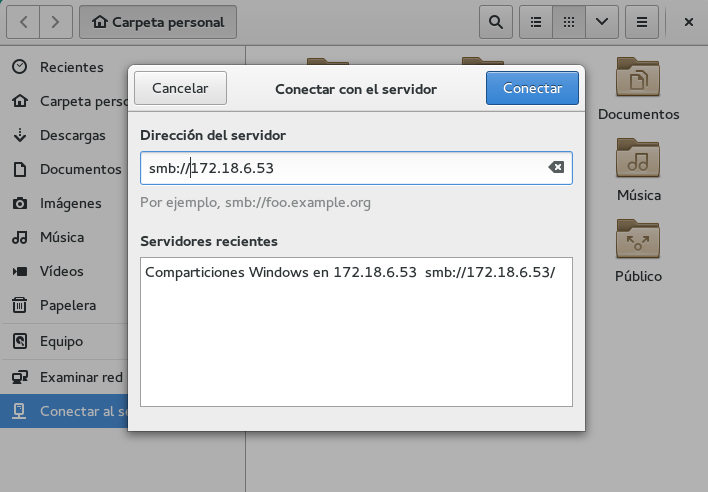 Carpeta personal
Recientes
Carpeta perso
Descargas
Documentos
Imágenes
Música
Vídeos
Papelera
Equipo
Examinar red
Conectar al se
Cancelar
Conectar con el servidor
Conectar
Dirección del servidor
smb://172.18.6.53
Por ejemplo, smb://foo.example.org
Servidores recientes
Comparticiones Windows en 172.18.6.53 smb://172.18.6.53/
Documentos
Música
Público